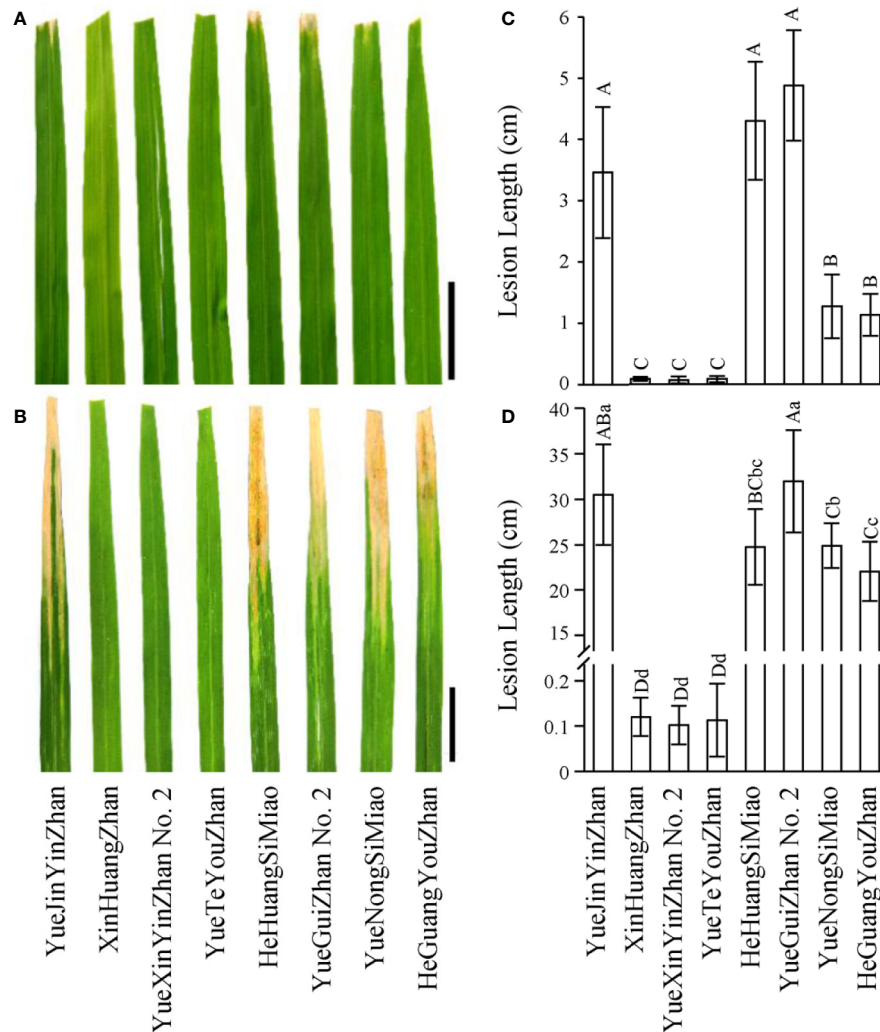 A
B
YueJinYinZhan
XinHuangZhan
YueXinYinZhan No. 2
YueTeYouZhan
HeHuangSiMiao
YueGuiZhan No. 2
YueNongSiMiao
HeGuangYouZhan
C
Lesion Length (cm)
6
5
4
3
2
1
0
A
C
C
C
A
A
B
B
D
Lesion Length (cm)
40
35
30
25
20
15
0.2
0.1
0
ABa
Dd
Dd
Dd
BCbc
Aa
Cb
Cc
YueJinYinZhan
XinHuangZhan
YueXinYinZhan No. 2
YueTeYouZhan
HeHuangSiMiao
YueGuiZhan No. 2
YueNongSiMiao
HeGuangYouZhan